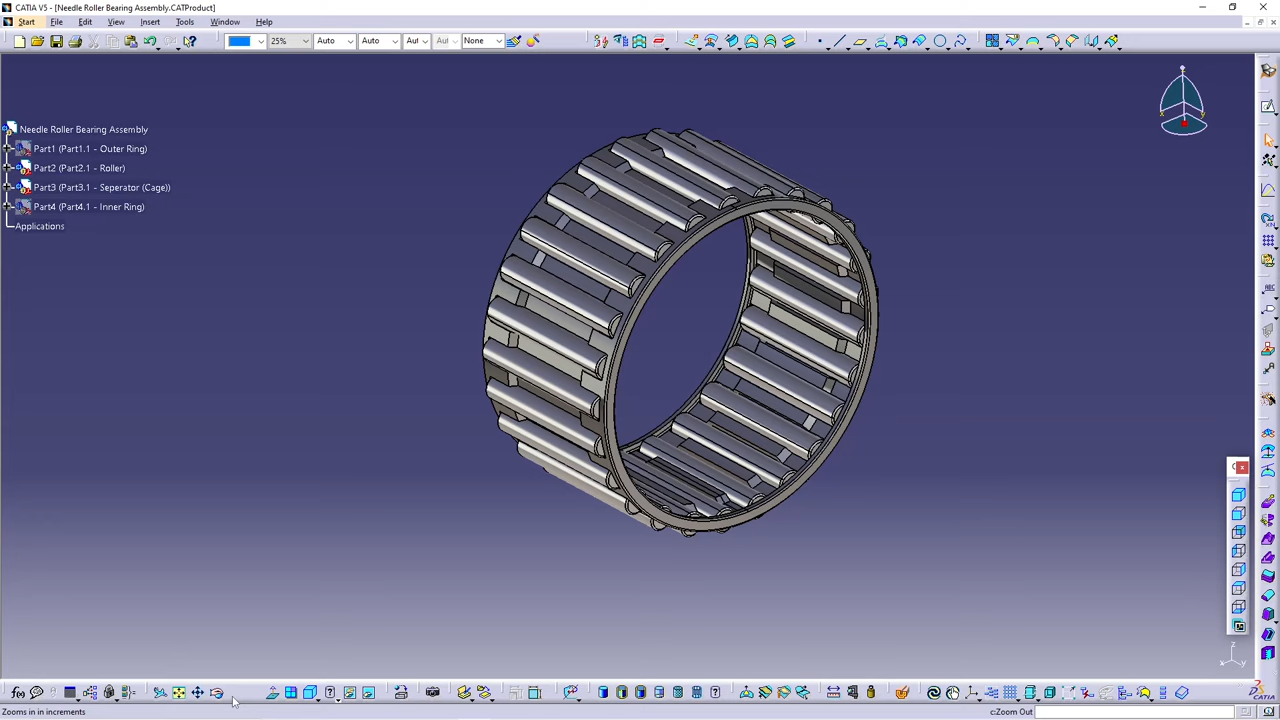 CATIA V5 - [Needle Roller Bearing Assembly.CATProduct]
Start File Edit View Insert Tools Window Help
25% Auto Auto Aut Aut None
Needle Roller Bearing Assembly
Part1 (Part1.1 - Outer Ring)
Part2 (Part2.1 - Roller)
Part3 (Part3.1 - Seperator (Cage))
Part4 (Part4.1 - Inner Ring)
Applications
Zooms in in increments
c:Zoom Out